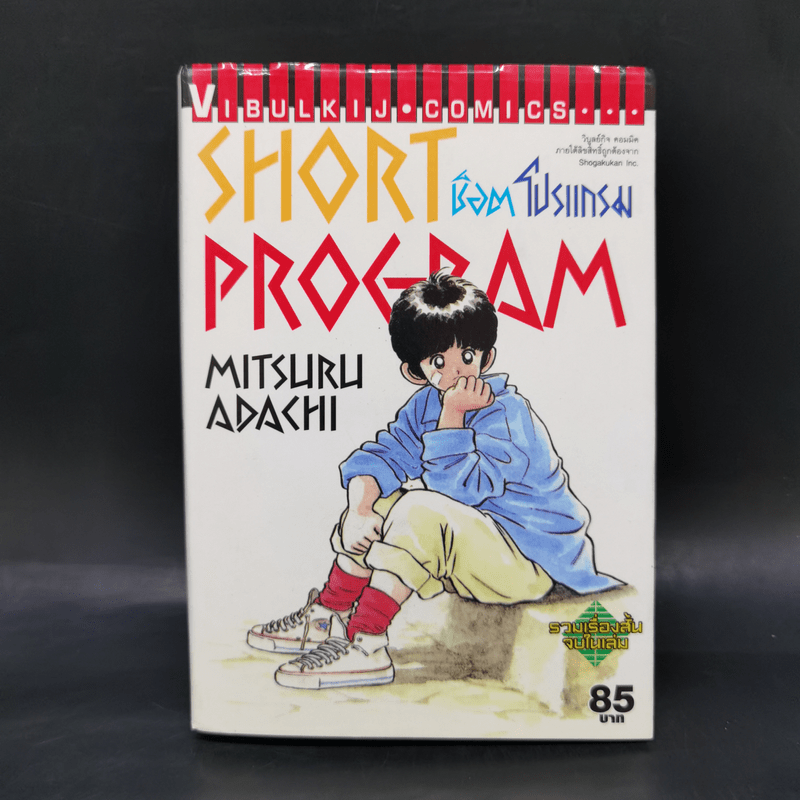 VIBULKIJ•COMICS•••
วิบูลย์กิจ คอมมิค
ภายใต้ลิขสิทธิ์ถูกต้องจาก
Shogakukan Inc.
SHORT ช็อต โปรแกรม
PROGRAM
MITSURU
ADACHI
รวมเรื่องสั้น
จบในเล่ม
85
บาท